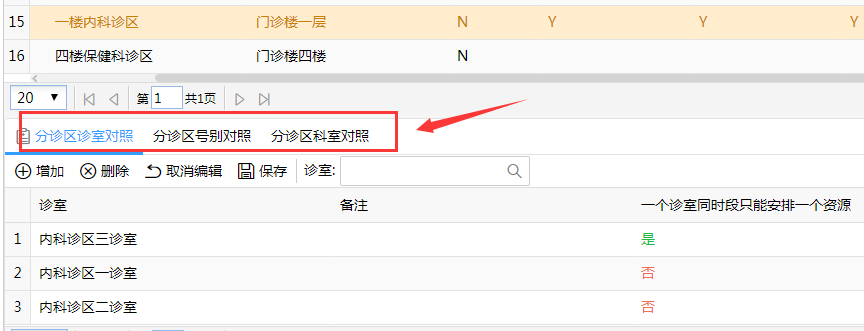 15 一楼内科诊区 门诊楼一层 N Y Y Y
16 四楼保健科诊区 门诊楼四楼 N
20 第 1 共1页
分诊区诊室对照 分诊区号别对照 分诊区科室对照
增加 删除 取消编辑 保存 诊室:
诊室 备注 一个诊室同时段只能安排一个资源
1 内科诊区三诊室 是
2 内科诊区一诊室 否
3 内科诊区二诊室 否